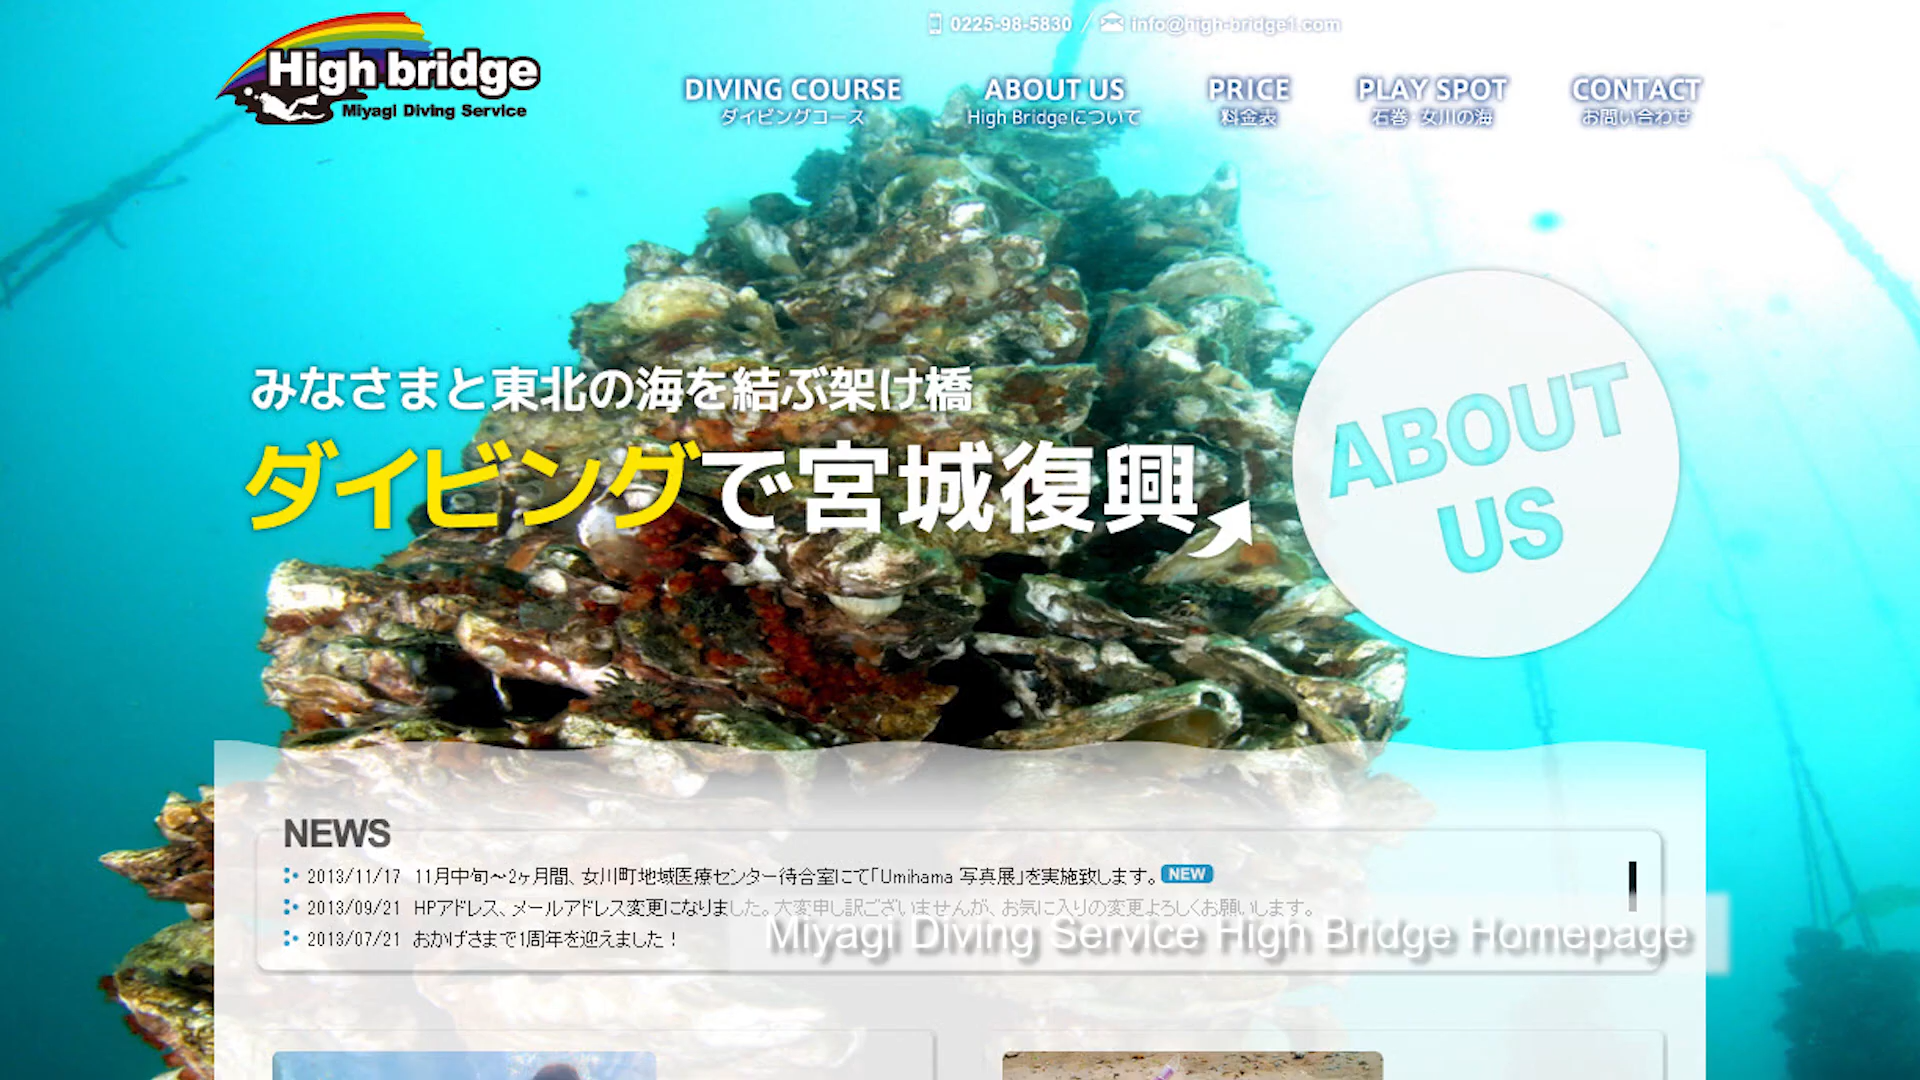 High bridge
Miyagi Diving Service
0225-98-5830 / info@high-bridge1.com
DIVING COURSE
ダイビングコース
ABOUT US
High Bridgeについて
PRICE
料金表
PLAY SPOT
石巻・女川の海
CONTACT
お問い合わせ
みなさまと東北の海を結ぶ架け橋
ダイビングで宮城復興
ABOUT
US
NEWS
2013/11/17 11月中旬~2ヶ月間、女川町地域医療センター待合室にて「Umihama 写真展」を実施致します。 NEW
2013/09/21 HPアドレス、メールアドレス変更になりました。大変申し訳ございませんが、お気に入りの変更よろしくお願いします。
2013/07/21 おかげさまで1周年を迎えました！
Miyagi Diving Service High Bridge Homepage